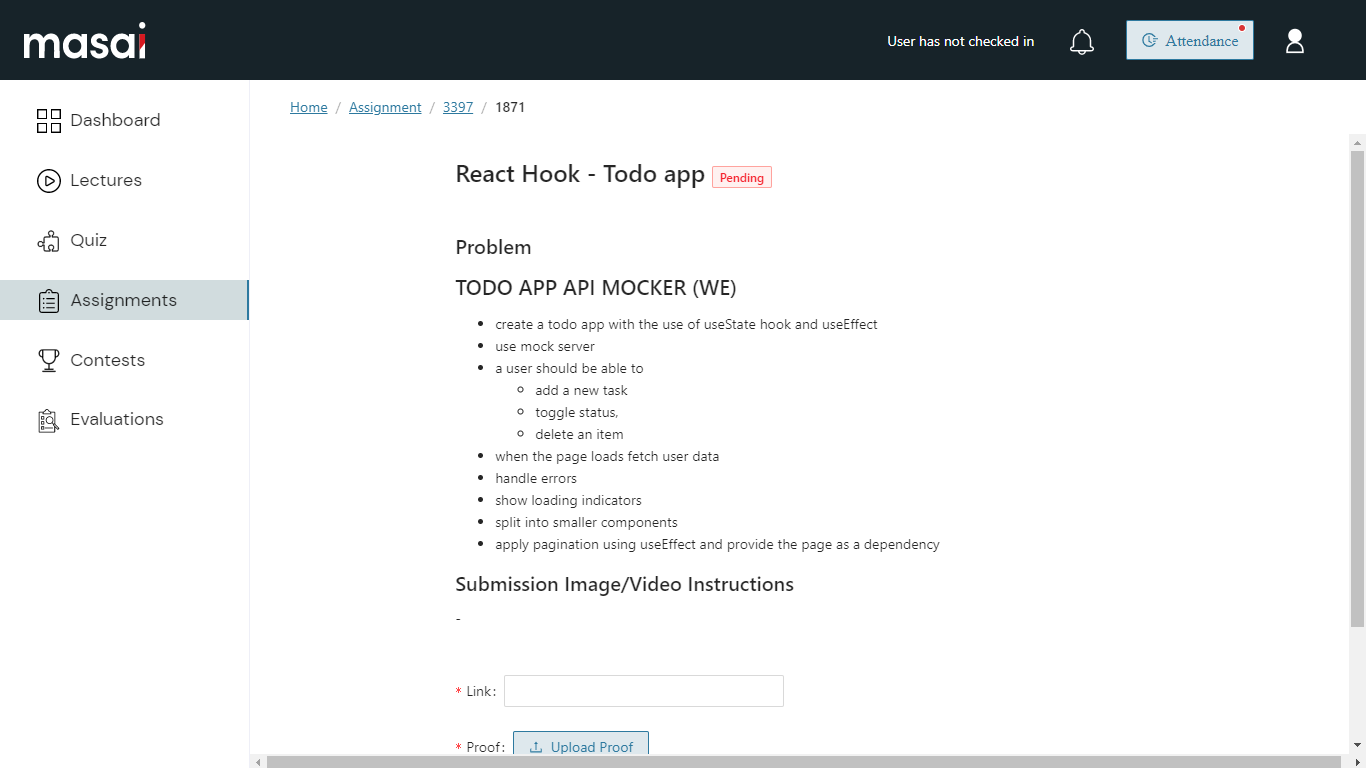 masai
User has not checked in
Attendance
Dashboard
Lectures
Quiz
Assignments
Contests
Evaluations
Home / Assignment / 3397 / 1871
React Hook - Todo app Pending
Problem
TODO APP API MOCKER (WE)
create a todo app with the use of useState hook and useEffect
use mock server
a user should be able to
add a new task
toggle status,
delete an item
when the page loads fetch user data
handle errors
show loading indicators
split into smaller components
apply pagination using useEffect and provide the page as a dependency
Submission Image/Video Instructions
-
* Link:
* Proof: Upload Proof